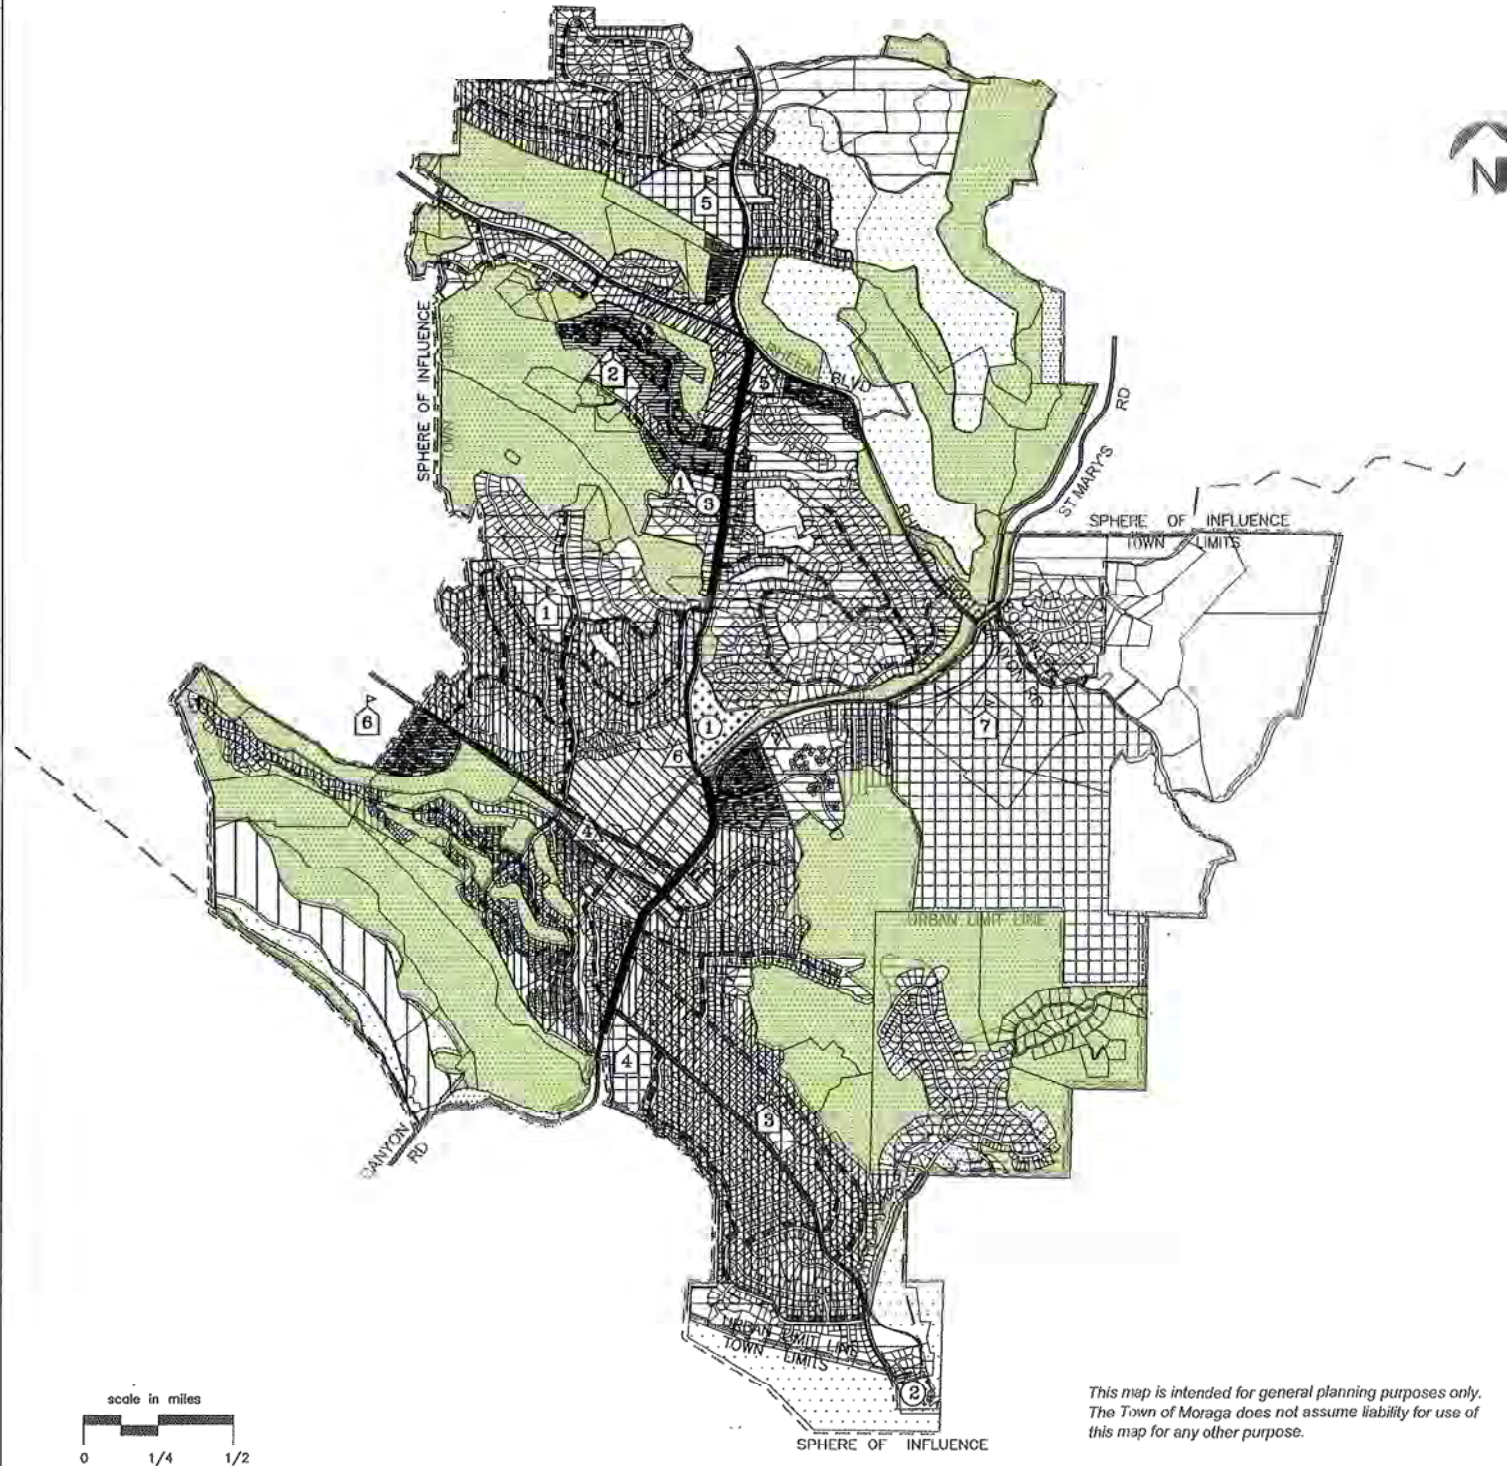 N
5
SPHERE OF INFLUENCE
TOWN LIMITS
2
RHEEM BLVD
5
ST MARY'S RD
1
3
SPHERE OF INFLUENCE
TOWN LIMITS
1
6
1
6
7
4
URBAN LIMIT LINE
4
3
CANYON RD
URBAN LIMIT LINE
TOWN LIMITS
2
SPHERE OF INFLUENCE
scale in miles
0 1/4 1/2
This map is intended for general planning purposes only.
The Town of Moraga does not assume liability for use of
this map for any other purpose.